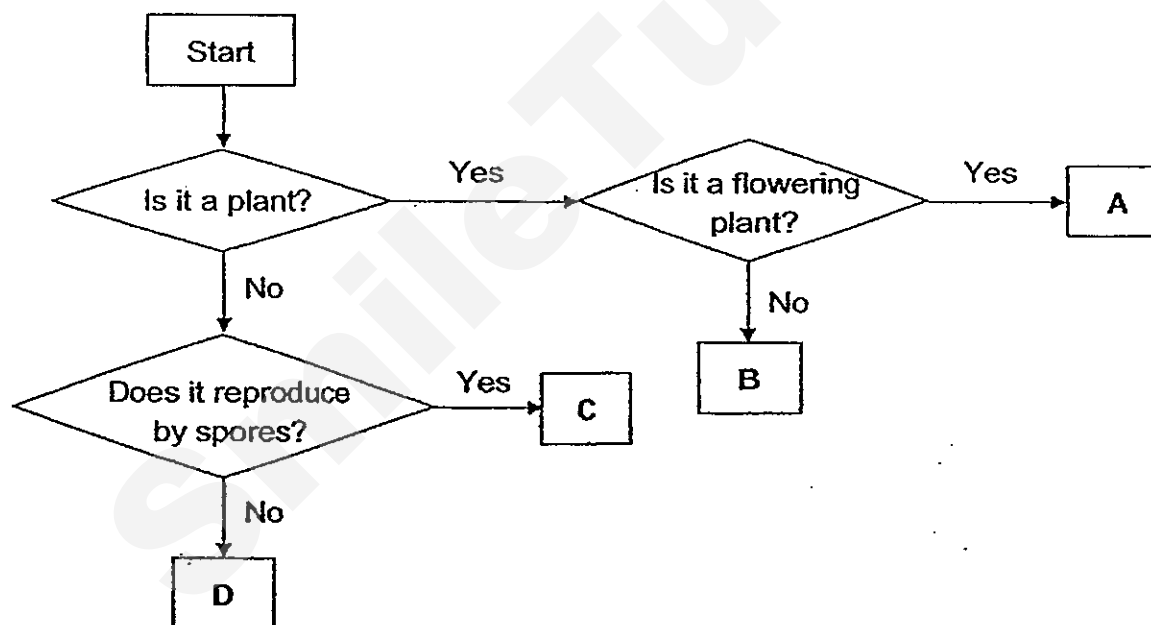 Start
Is it a plant?
Yes
Is it a flowering
plant?
Yes
A
No
B
No
Does it reproduce
by spores?
Yes
C
No
D
SmileTu